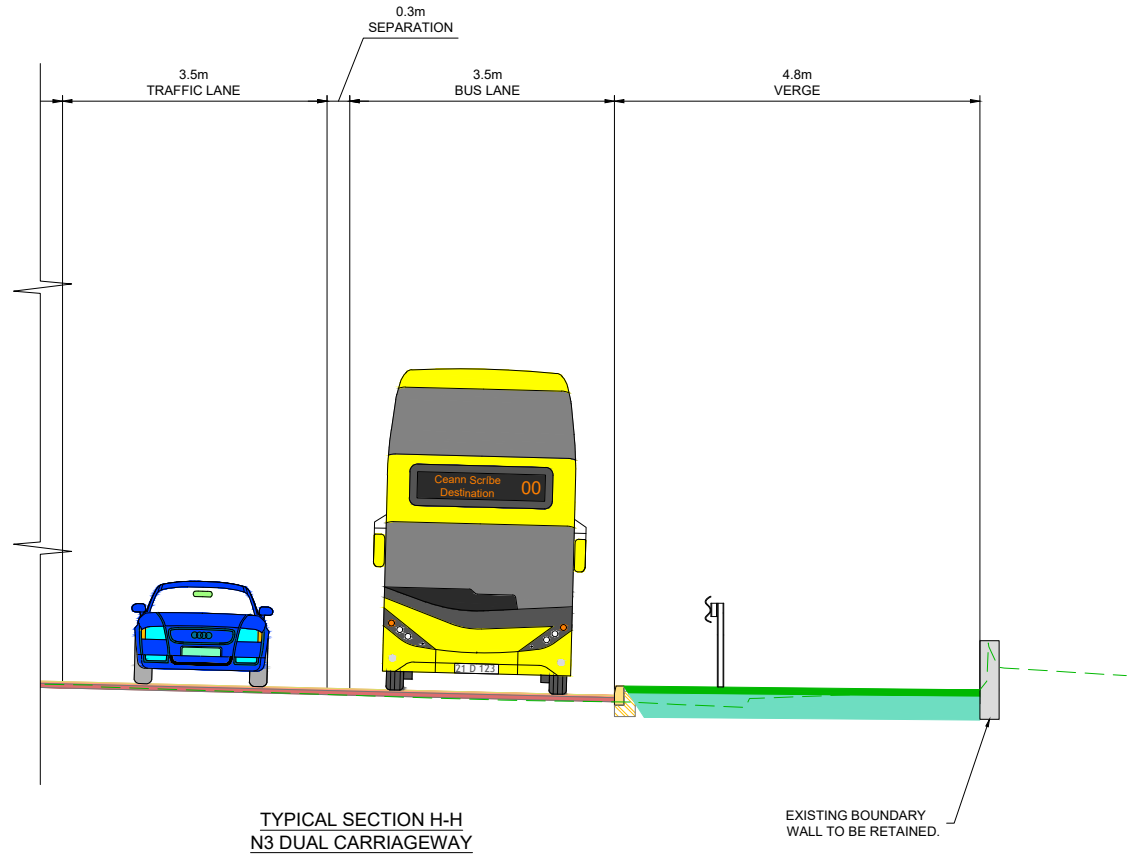 0.3m
SEPARATION
3.5m
TRAFFIC LANE
3.5m
BUS LANE
4.8m
VERGE
Ceann Scríbe
Destination
00
21 D 123
EXISTING BOUNDARY
WALL TO BE RETAINED.
TYPICAL SECTION H-H
N3 DUAL CARRIAGEWAY